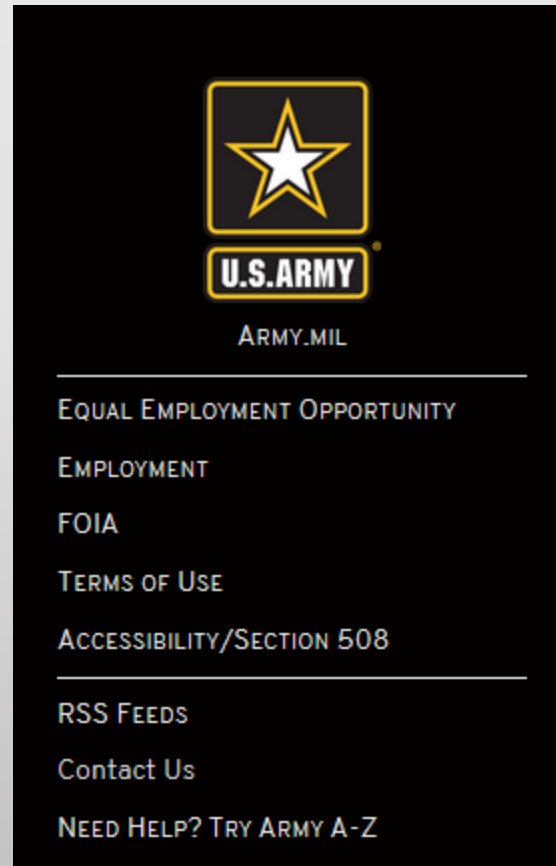 U.S.ARMY
Army.mil
Equal Employment Opportunity
Employment
FOIA
Terms of Use
Accessibility/Section 508
RSS Feeds
Contact Us
Need Help? Try Army A-Z